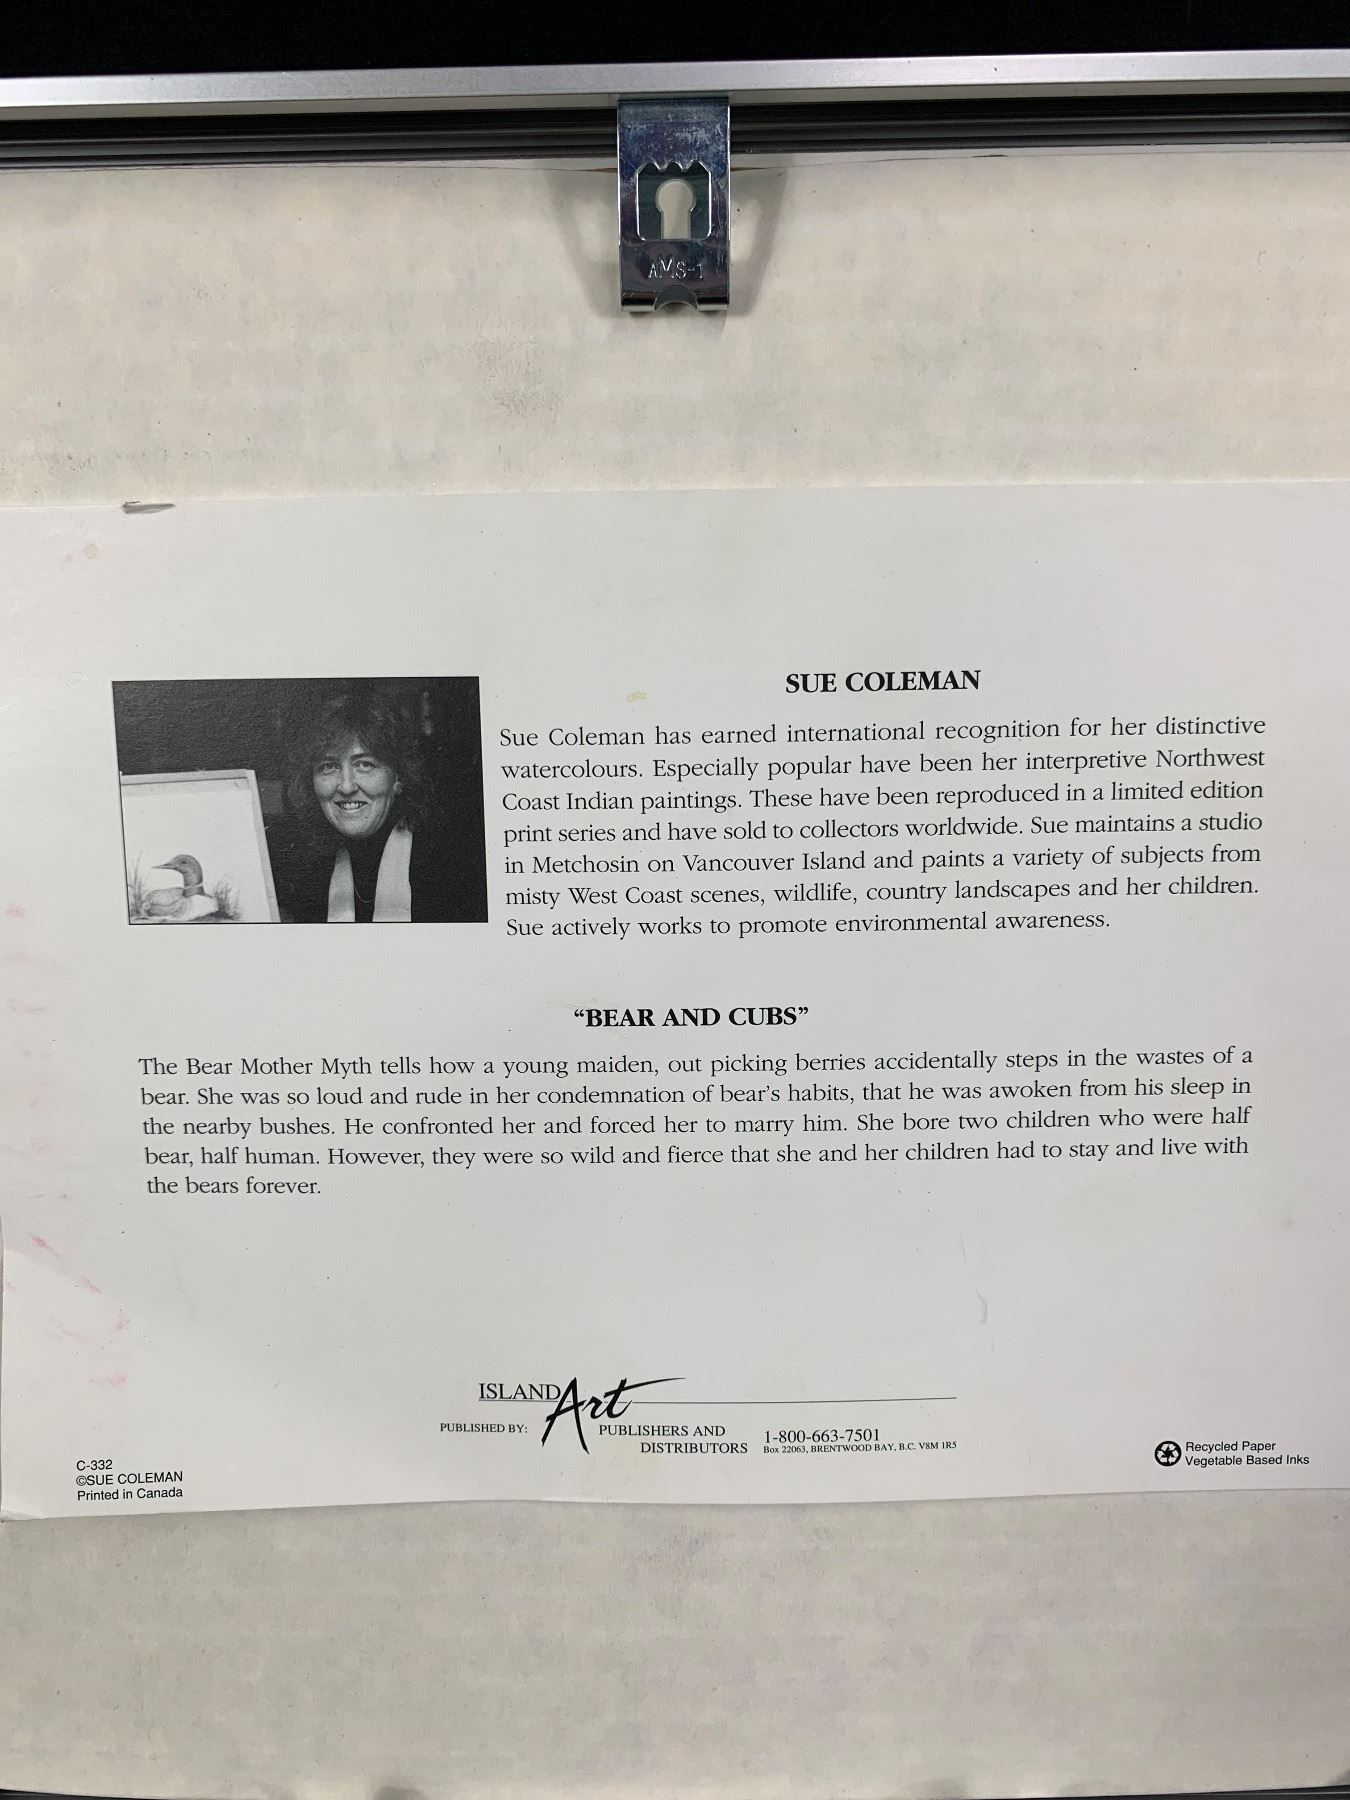 AMS-1
SUE COLEMAN
Sue Coleman has earned international recognition for her distinctive
watercolours. Especially popular have been her interpretive Northwest
Coast Indian paintings. These have been reproduced in a limited edition
print series and have sold to collectors worldwide. Sue maintains a studio
in Metchosin on Vancouver Island and paints a variety of subjects from
misty West Coast scenes, wildlife, country landscapes and her children.
Sue actively works to promote environmental awareness.
“BEAR AND CUBS”
The Bear Mother Myth tells how a young maiden, out picking berries accidentally steps in the wastes of a
bear. She was so loud and rude in her condemnation of bear's habits, that he was awoken from his sleep in
the nearby bushes. He confronted her and forced her to marry him. She bore two children who were half
bear, half human. However, they were so wild and fierce that she and her children had to stay and live with
the bears forever.
ISLAND Art
PUBLISHED BY: PUBLISHERS AND
DISTRIBUTORS
1-800-663-7501
Box 22063, BRENTWOOD BAY, B.C. V8M 1R5
C-332
©SUE COLEMAN
Printed in Canada
Recycled Paper
Vegetable Based Inks